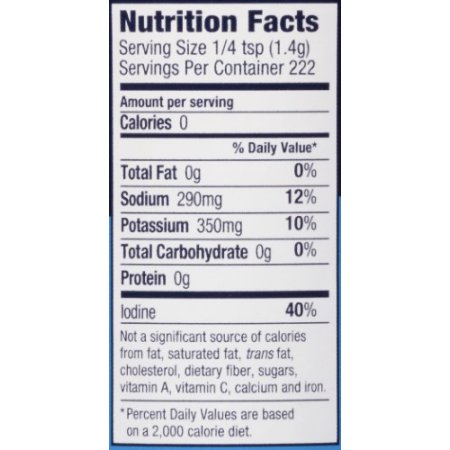 Nutrition Facts
Serving Size 1/4 tsp (1.4g)
Servings Per Container 222
Amount per serving
Calories 0
% Daily Value*
Total Fat 0g 0%
Sodium 290mg 12%
Potassium 350mg 10%
Total Carbohydrate 0g 0%
Protein 0g
Iodine 40%
Not a significant source of calories
from fat, saturated fat, trans fat,
cholesterol, dietary fiber, sugars,
vitamin A, vitamin C, calcium and iron.
*Percent Daily Values are based
on a 2,000 calorie diet.